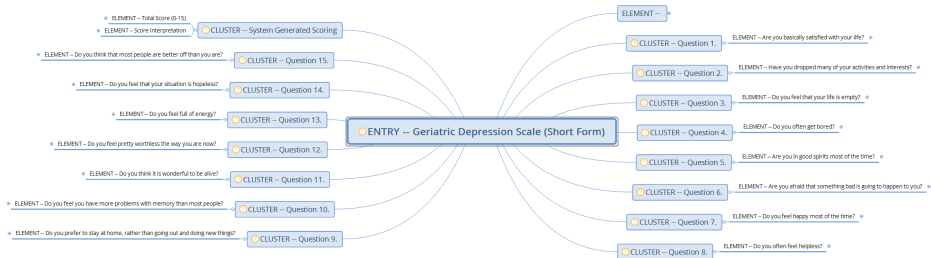 ENTRY -- Geriatric Depression Scale (Short Form)
ELEMENT --
CLUSTER -- Question 1.
ELEMENT -- Are you basically satisfied with your life?
CLUSTER -- Question 2.
ELEMENT -- Have you dropped many of your activities and interests?
CLUSTER -- Question 3.
ELEMENT -- Do you feel that your life is empty?
CLUSTER -- Question 4.
ELEMENT -- Do you often get bored?
CLUSTER -- Question 5.
ELEMENT -- Are you in good spirits most of the time?
CLUSTER -- Question 6.
ELEMENT -- Are you afraid that something bad is going to happen to you?
CLUSTER -- Question 7.
ELEMENT -- Do you feel happy most of the time?
CLUSTER -- Question 8.
ELEMENT -- Do you often feel helpless?
CLUSTER -- Question 9.
ELEMENT -- Do you prefer to stay at home, rather than going out and doing new things?
CLUSTER -- Question 10.
ELEMENT -- Do you feel you have more problems with memory than most people?
CLUSTER -- Question 11.
ELEMENT -- Do you think it is wonderful to be alive?
CLUSTER -- Question 12.
ELEMENT -- Do you feel pretty worthless the way you are now?
CLUSTER -- Question 13.
ELEMENT -- Do you feel full of energy?
CLUSTER -- Question 14.
ELEMENT -- Do you feel that your situation is hopeless?
CLUSTER -- Question 15.
ELEMENT -- Do you think that most people are better off than you are?
CLUSTER -- System Generated Scoring
ELEMENT -- Total Score (0-15)
ELEMENT -- Score Interpretation